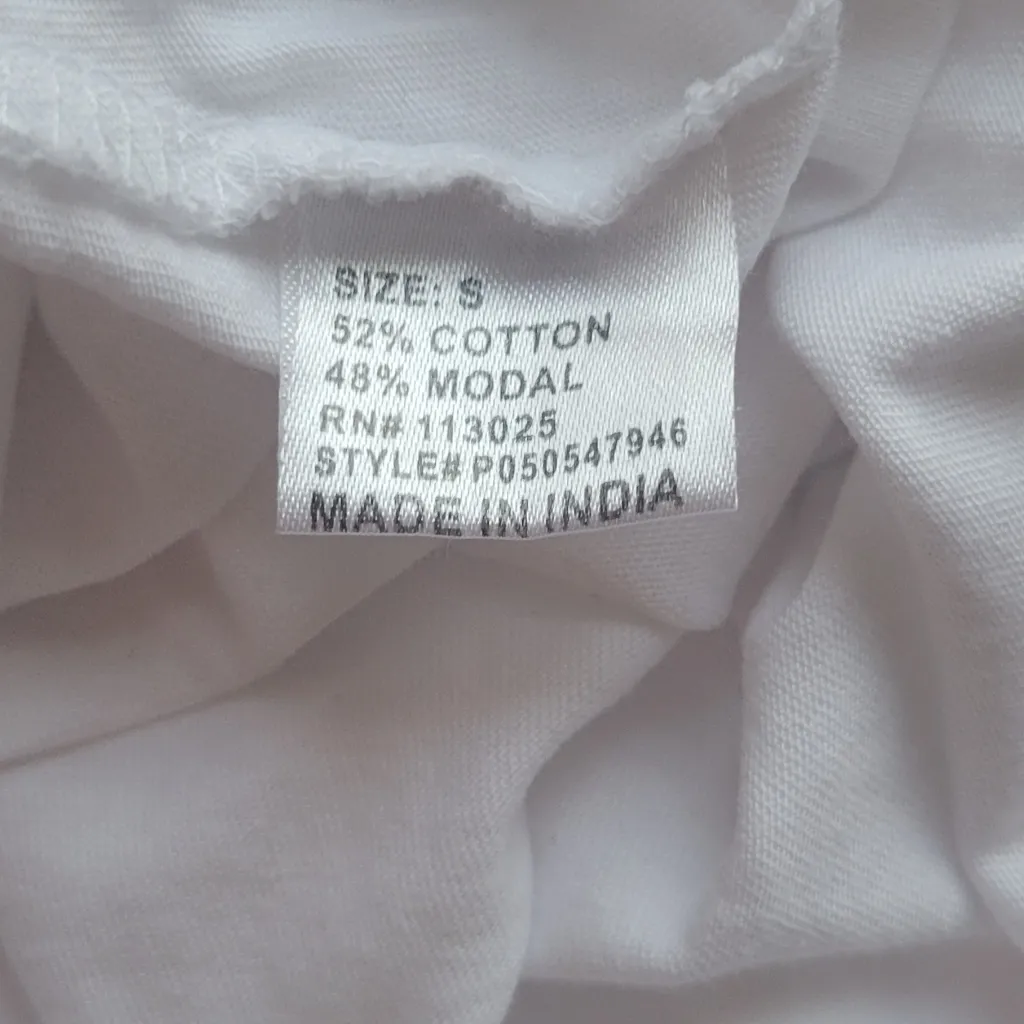 SIZE: S
52% COTTON
48% MODAL
RN# 113025
STYLE# P050547946
MADE IN INDIA